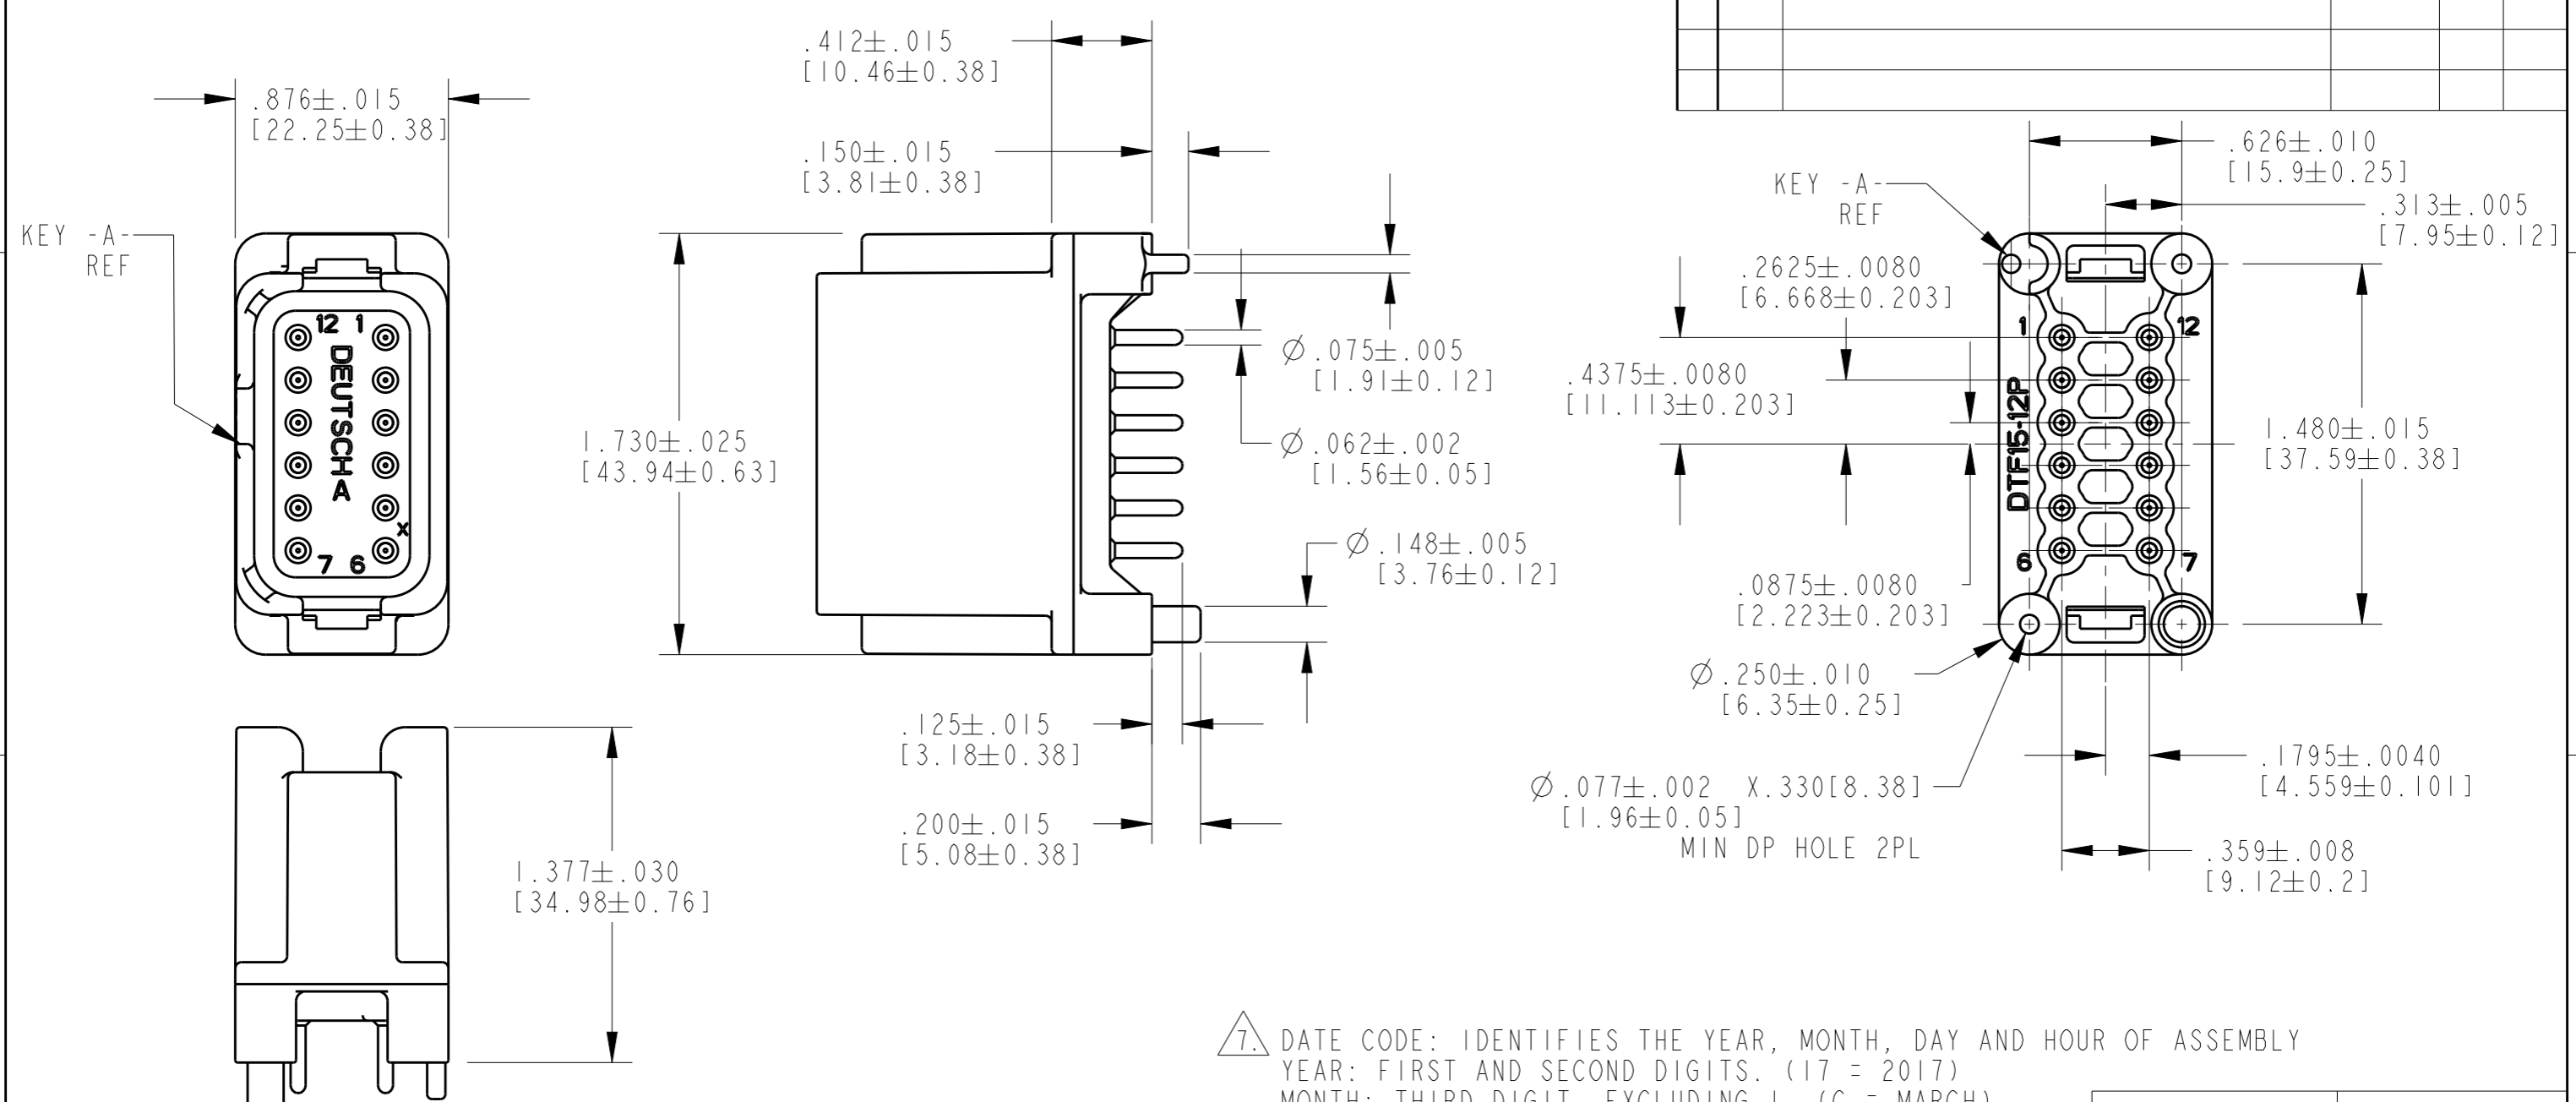 .876±.015
[22.25±0.38]
KEY -A-
REF
12 1
DEUTSCH A
x
7 6
.412±.015
[10.46±0.38]
.150±.015
[3.81±0.38]
1.730±.025
[43.94±0.63]
Ø.075±.005
[1.91±0.12]
Ø.062±.002
[1.56±0.05]
Ø.148±.005
[3.76±0.12]
.125±.015
[3.18±0.38]
.200±.015
[5.08±0.38]
1.377±.030
[34.98±0.76]
.626±.010
[15.9±0.25]
KEY -A-
REF
.313±.005
[7.95±0.12]
.2625±.0080
[6.668±0.203]
.4375±.0080
[11.113±0.203]
1 12
DTF15-12P
6 7
1.480±.015
[37.59±0.38]
.0875±.0080
[2.223±0.203]
Ø.250±.010
[6.35±0.25]
Ø.077±.002 X.330[8.38]
[1.96±0.05]
MIN DP HOLE 2PL
.1795±.0040
[4.559±0.101]
.359±.008
[9.12±0.2]
7. DATE CODE: IDENTIFIES THE YEAR, MONTH, DAY AND HOUR OF ASSEMBLY
YEAR: FIRST AND SECOND DIGITS. (17 = 2017)
MONTH: THIRD DIGIT, EXCLUDING I. (C = MARCH)